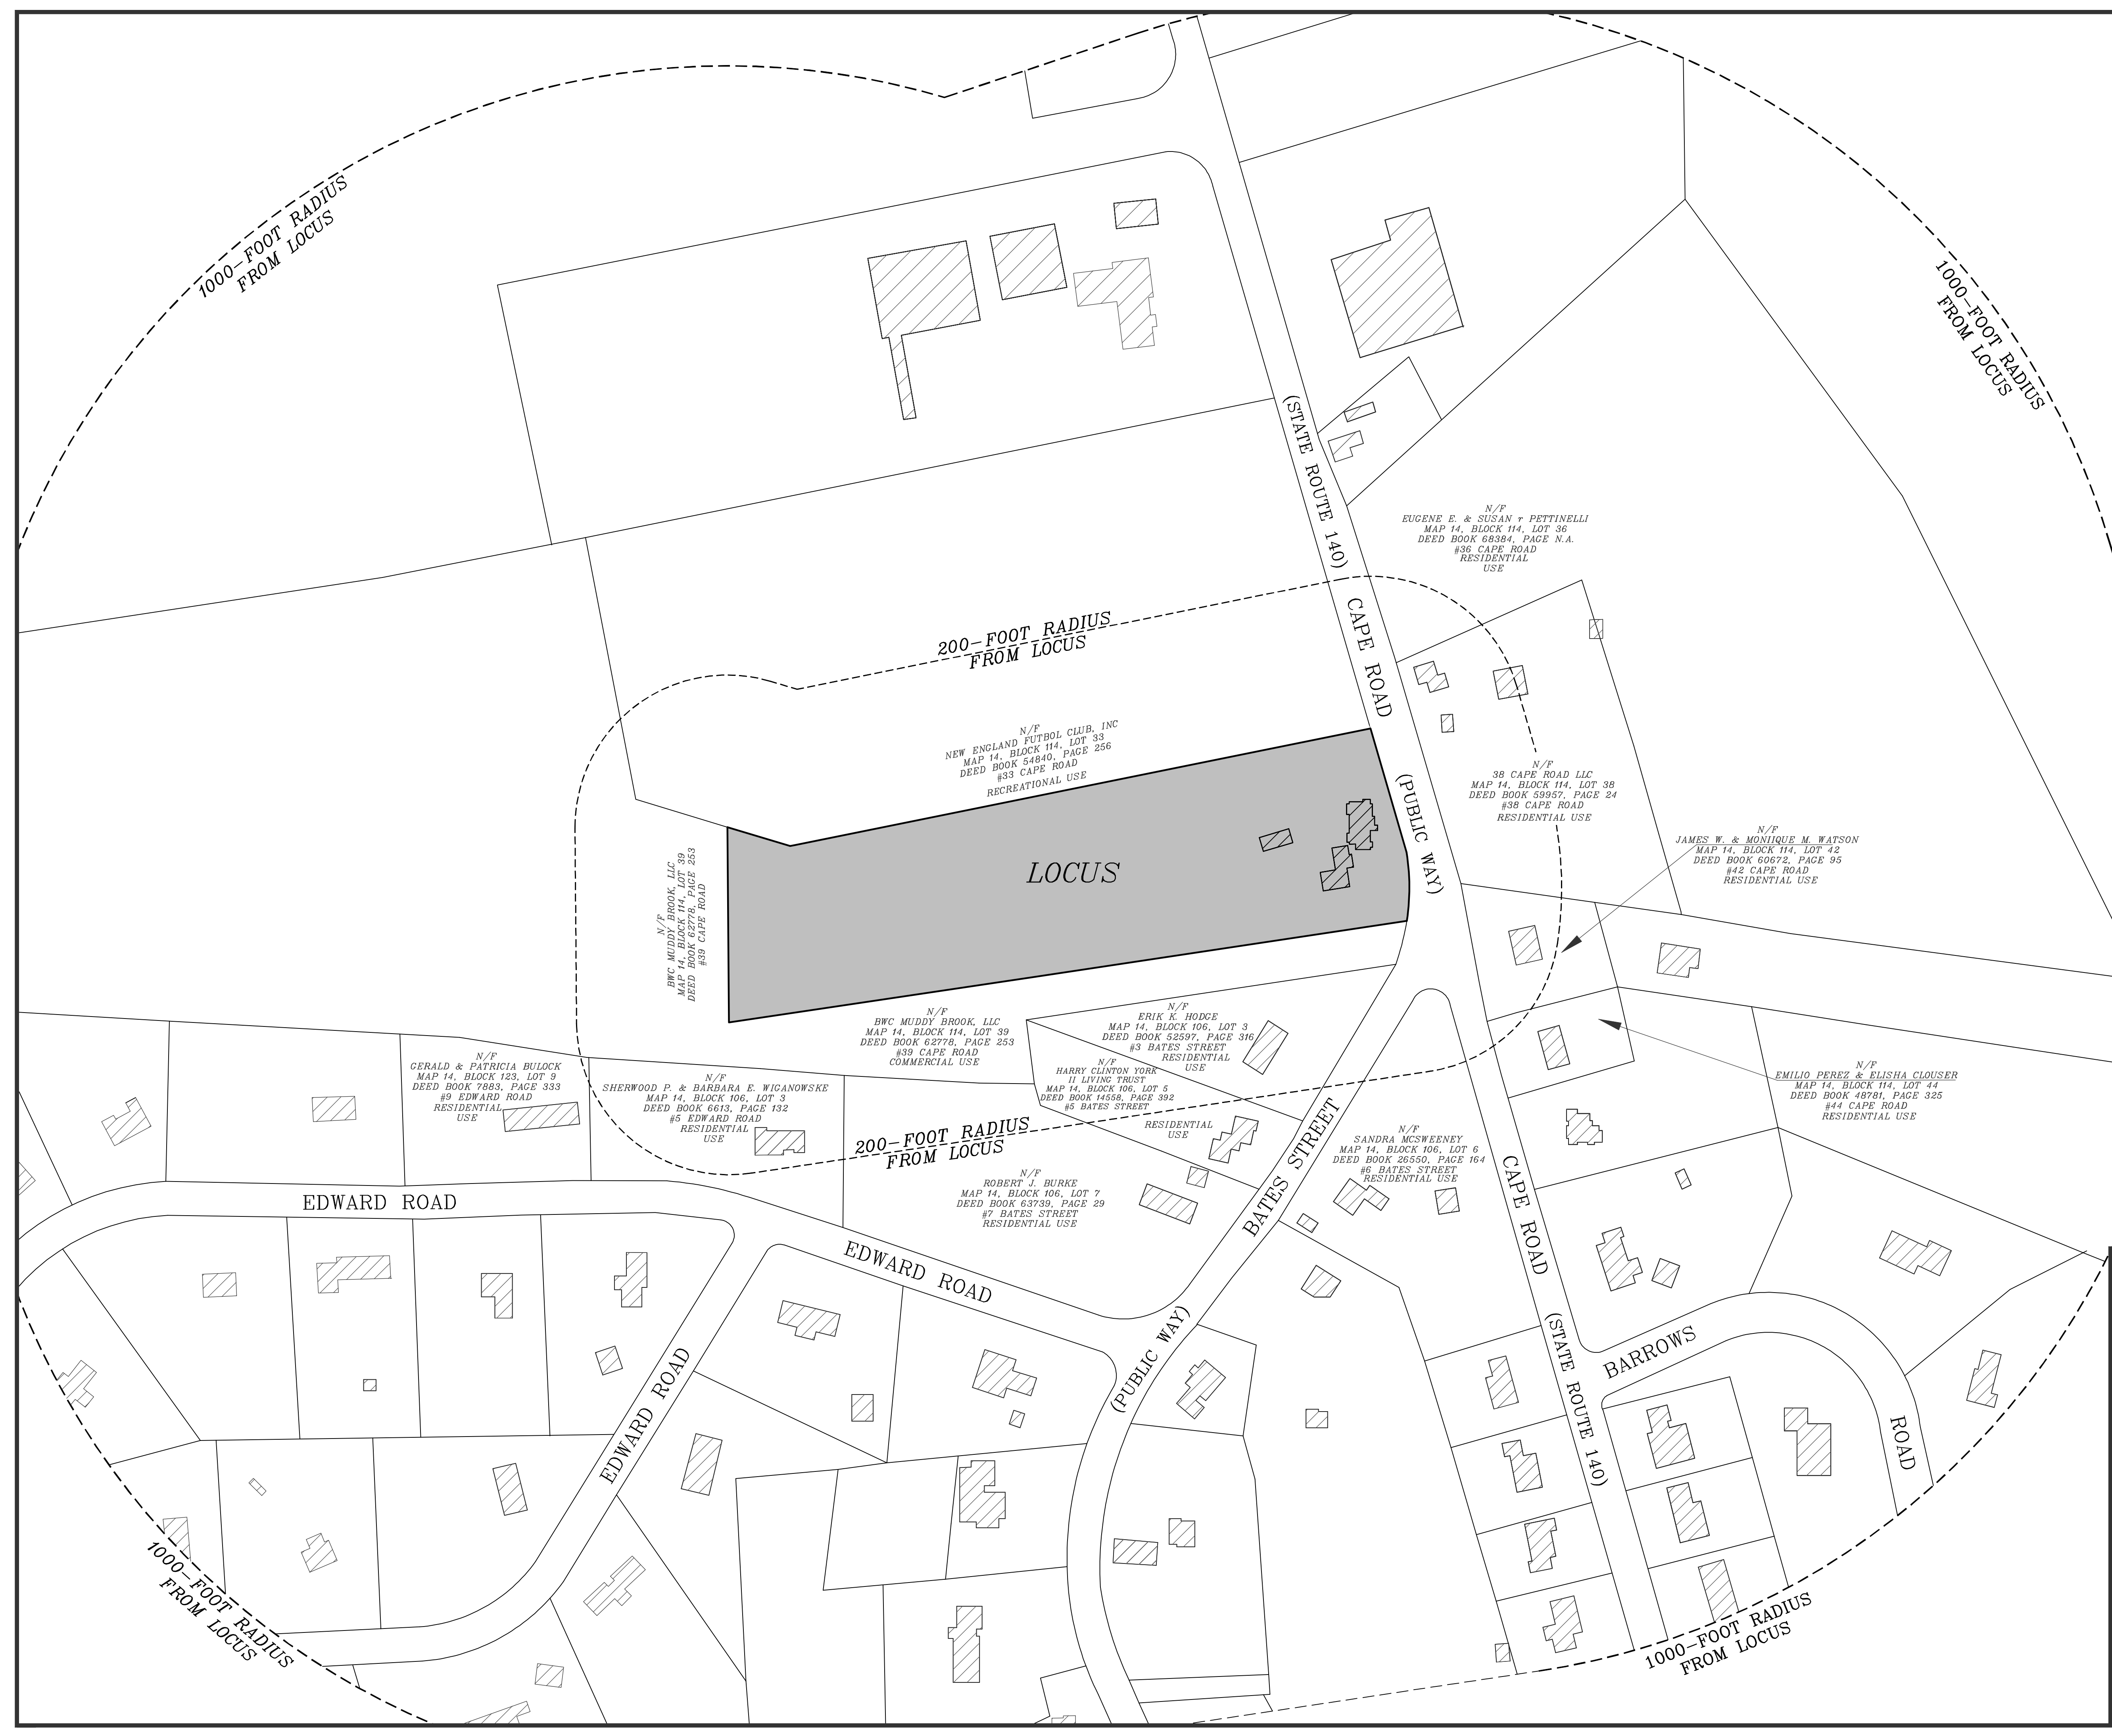 1000-FOOT RADIUS
FROM LOCUS
1000-FOOT RADIUS
FROM LOCUS
(STATE ROUTE 140)
N/F
EUGENE E. & SUSAN r PETTINELLI
MAP 14, BLOCK 114, LOT 36
DEED BOOK 68384, PAGE N.A.
#36 CAPE ROAD
RESIDENTIAL
USE
200-FOOT RADIUS
FROM LOCUS
CAPE ROAD
N/F
NEW ENGLAND FUTBOL CLUB, INC
MAP 14, BLOCK 114, LOT 33
DEED BOOK 54840, PAGE 256
#33 CAPE ROAD
RECREATIONAL USE
(PUBLIC WAY)
N/F
38 CAPE ROAD LLC
MAP 14, BLOCK 114, LOT 38
DEED BOOK 59957, PAGE 24
#38 CAPE ROAD
RESIDENTIAL USE
N/F
JAMES W. & MONIIQUE M. WATSON
MAP 14, BLOCK 114, LOT 42
DEED BOOK 60672, PAGE 95
#42 CAPE ROAD
RESIDENTIAL USE
LOCUS
N/F
BWC MUDDY BROOK, LLC
MAP 14, BLOCK 114, LOT 39
DEED BOOK 62778, PAGE 253
#39 CAPE ROAD
N/F
BWC MUDDY BROOK, LLC
MAP 14, BLOCK 114, LOT 39
DEED BOOK 62778, PAGE 253
#39 CAPE ROAD
COMMERCIAL USE
N/F
ERIK K. HODGE
MAP 14, BLOCK 106, LOT 3
DEED BOOK 52597, PAGE 316
#3 BATES STREET
RESIDENTIAL
USE
N/F
GERALD & PATRICIA BULOCK
MAP 14, BLOCK 123, LOT 9
DEED BOOK 7883, PAGE 333
#9 EDWARD ROAD
RESIDENTIAL
USE
N/F
SHERWOOD P. & BARBARA E. WIGANOWSKE
MAP 14, BLOCK 106, LOT 3
DEED BOOK 6613, PAGE 132
#5 EDWARD ROAD
RESIDENTIAL
USE
N/F
HARRY CLINTON YORK
II LIVING TRUST
MAP 14, BLOCK 106, LOT 5
DEED BOOK 14558, PAGE 392
#5 BATES STREET
RESIDENTIAL
USE
N/F
EMILIO PEREZ & ELISHA CLOUSER
MAP 14, BLOCK 114, LOT 44
DEED BOOK 48781, PAGE 325
#44 CAPE ROAD
RESIDENTIAL USE
200-FOOT RADIUS
FROM LOCUS
N/F
SANDRA MCSWEENEY
MAP 14, BLOCK 106, LOT 6
DEED BOOK 26550, PAGE 164
#6 BATES STREET
RESIDENTIAL USE
N/F
ROBERT J. BURKE
MAP 14, BLOCK 106, LOT 7
DEED BOOK 63739, PAGE 29
#7 BATES STREET
RESIDENTIAL USE
BATES STREET
CAPE ROAD
EDWARD ROAD
EDWARD ROAD
(PUBLIC WAY)
(STATE ROUTE 140)
BARROWS
ROAD
EDWARD ROAD
1000-FOOT RADIUS
FROM LOCUS
1000-FOOT RADIUS
FROM LOCUS